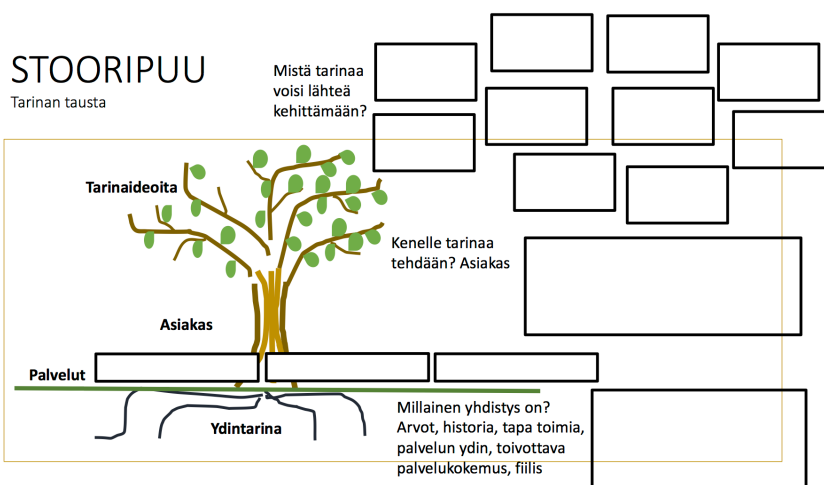 STOORIPUU
Tarinan tausta
Mistä tarinaa
voisi lähteä
kehittämään?
Tarinaideoita
Kenelle tarinaa
tehdään? Asiakas
Asiakas
Palvelut
Millainen yhdistys on?
Arvot, historia, tapa toimia,
palvelun ydin, toivottava
palvelukokemus, fiilis
Ydintarina